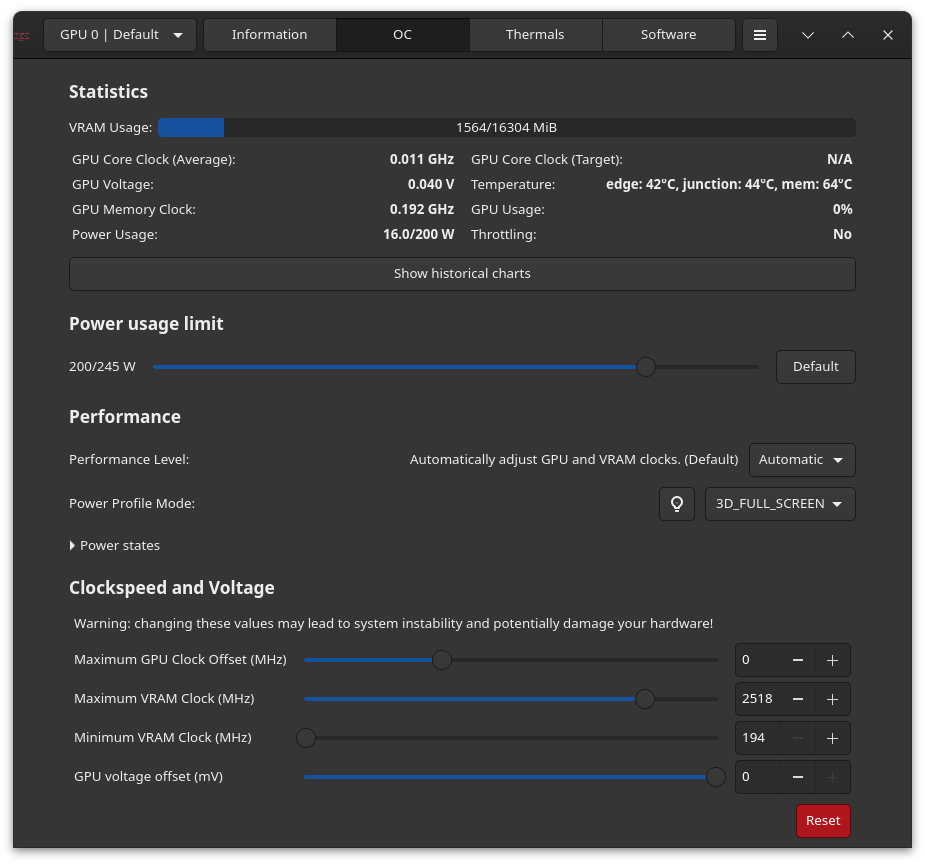 GPU 0 | Default Information OC Thermals Software
Statistics
VRAM Usage: 1564/16304 MiB
GPU Core Clock (Average): 0.011 GHz GPU Core Clock (Target): N/A
GPU Voltage: 0.040 V Temperature: edge: 42°C, junction: 44°C, mem: 64°C
GPU Memory Clock: 0.192 GHz GPU Usage: 0%
Power Usage: 16.0/200 W Throttling: No
Show historical charts
Power usage limit
200/245 W Default
Performance
Performance Level: Automatically adjust GPU and VRAM clocks. (Default) Automatic
Power Profile Mode: 3D_FULL_SCREEN
Power states
Clockspeed and Voltage
Warning: changing these values may lead to system instability and potentially damage your hardware!
Maximum GPU Clock Offset (MHz) 0
Maximum VRAM Clock (MHz) 2518
Minimum VRAM Clock (MHz) 194
GPU voltage offset (mV) 0
Reset